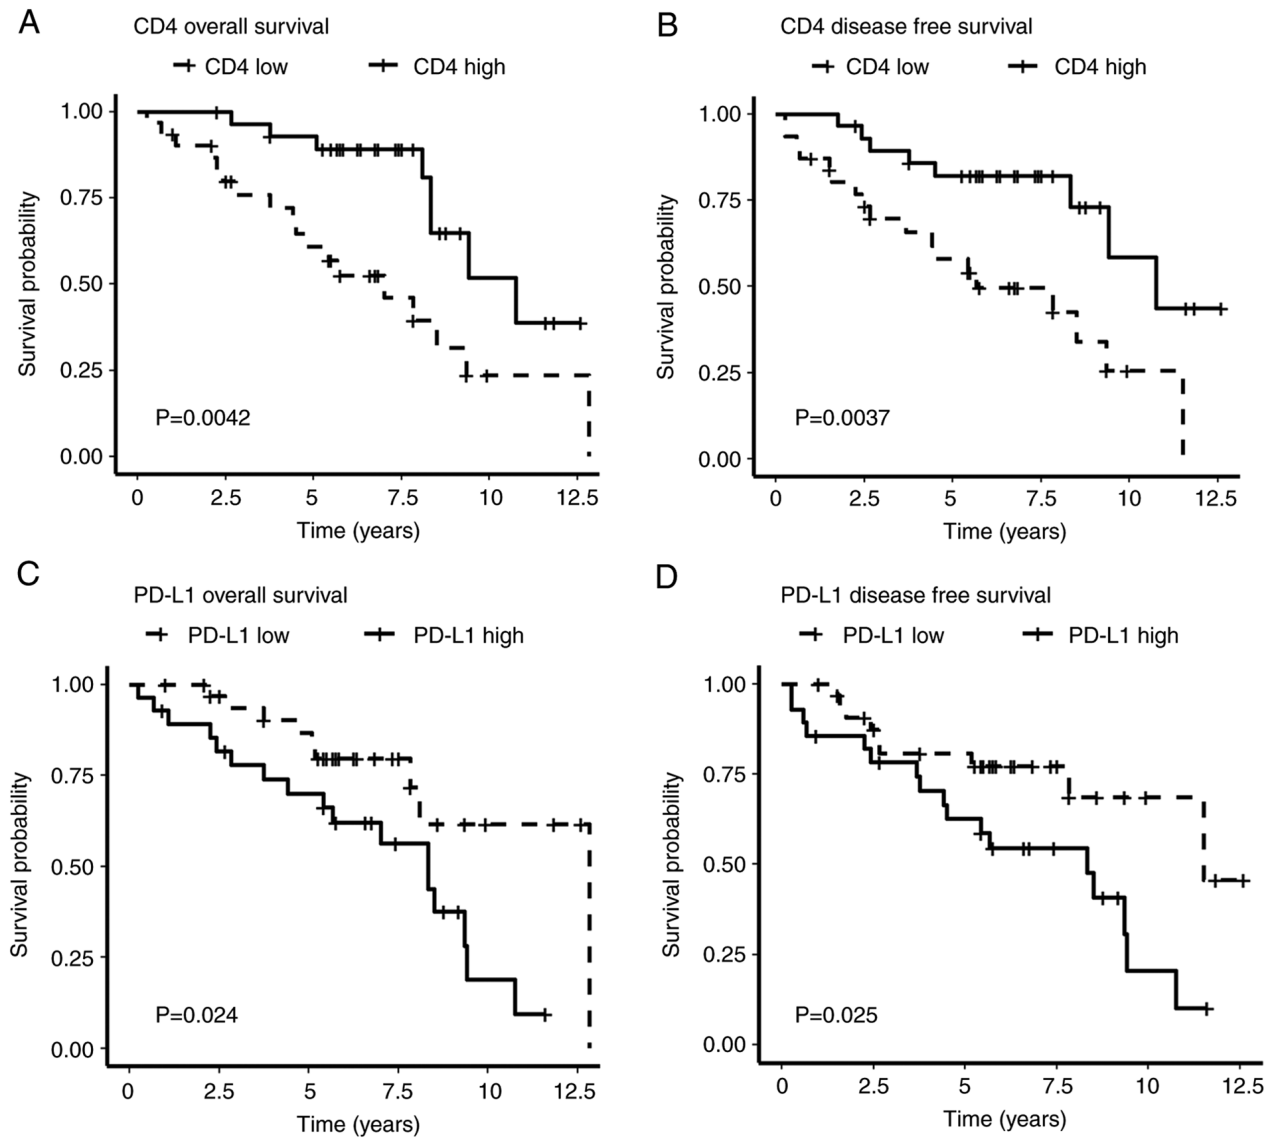 A
CD4 overall survival
CD4 low CD4 high
1.00
0.75
0.50
0.25
0.00
Survival probability
P=0.0042
0 2.5 5 7.5 10 12.5
Time (years)
B
CD4 disease free survival
CD4 low CD4 high
1.00
0.75
0.50
0.25
0.00
Survival probability
P=0.0037
0 2.5 5 7.5 10 12.5
Time (years)
C
PD-L1 overall survival
PD-L1 low PD-L1 high
1.00
0.75
0.50
0.25
0.00
Survival probability
P=0.024
0 2.5 5 7.5 10 12.5
Time (years)
D
PD-L1 disease free survival
PD-L1 low PD-L1 high
1.00
0.75
0.50
0.25
0.00
Survival probability
P=0.025
0 2.5 5 7.5 10 12.5
Time (years)